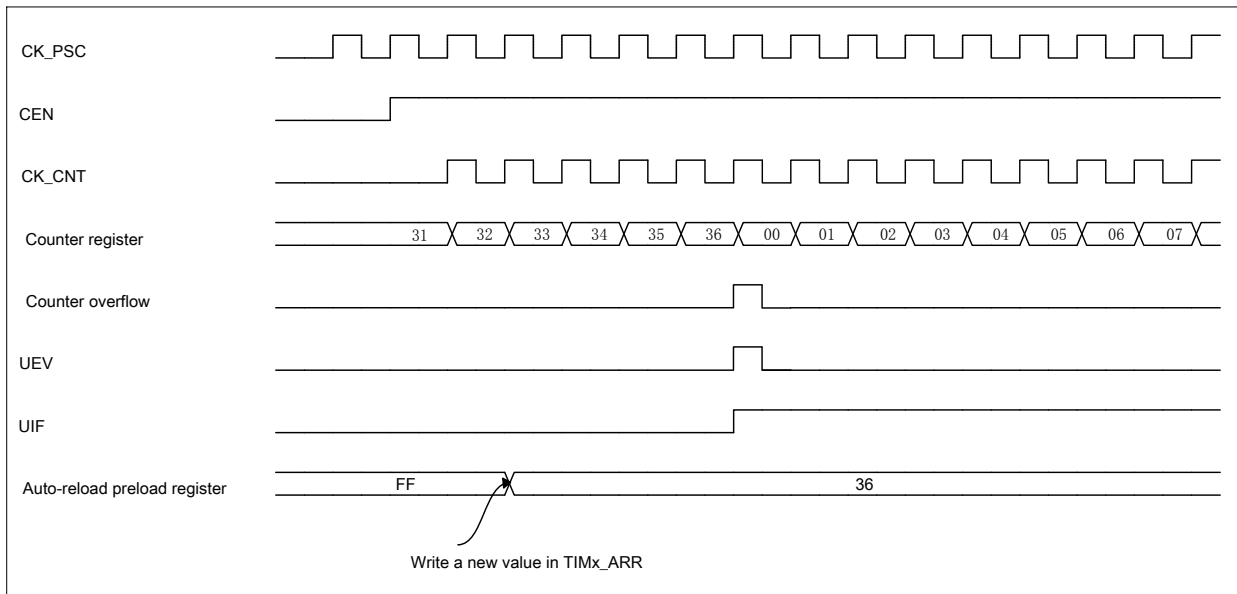 CK_PSC
CEN
CK_CNT
Counter register
31 32 33 34 35 36 00 01 02 03 04 05 06 07
Counter overflow
UEV
UIF
Auto-reload preload register
FF 36
Write a new value in TIMx_ARR